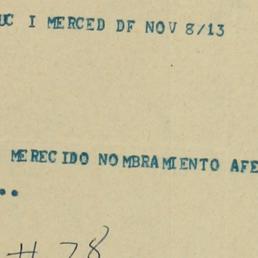 UC I MERCED DF NOV 8/13
MERECIDO NOMBRAMIENTO AFE
..
# 78